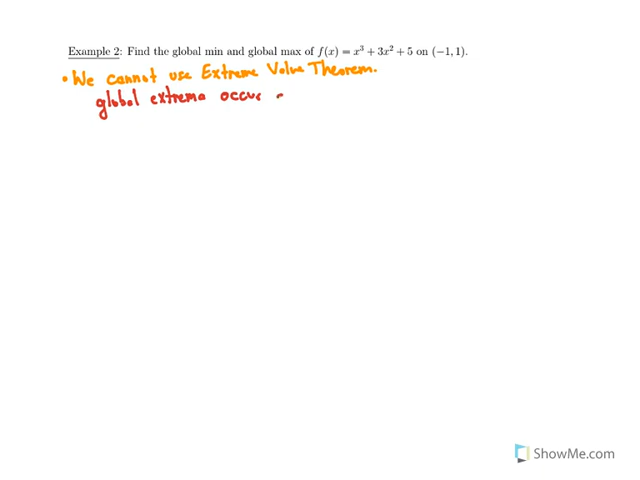 Example 2: Find the global min and global max of f(x) = x³ + 3x² + 5 on (−1, 1).
• We cannot use Extreme Value Theorem.
global extrema occur
ShowMe.com